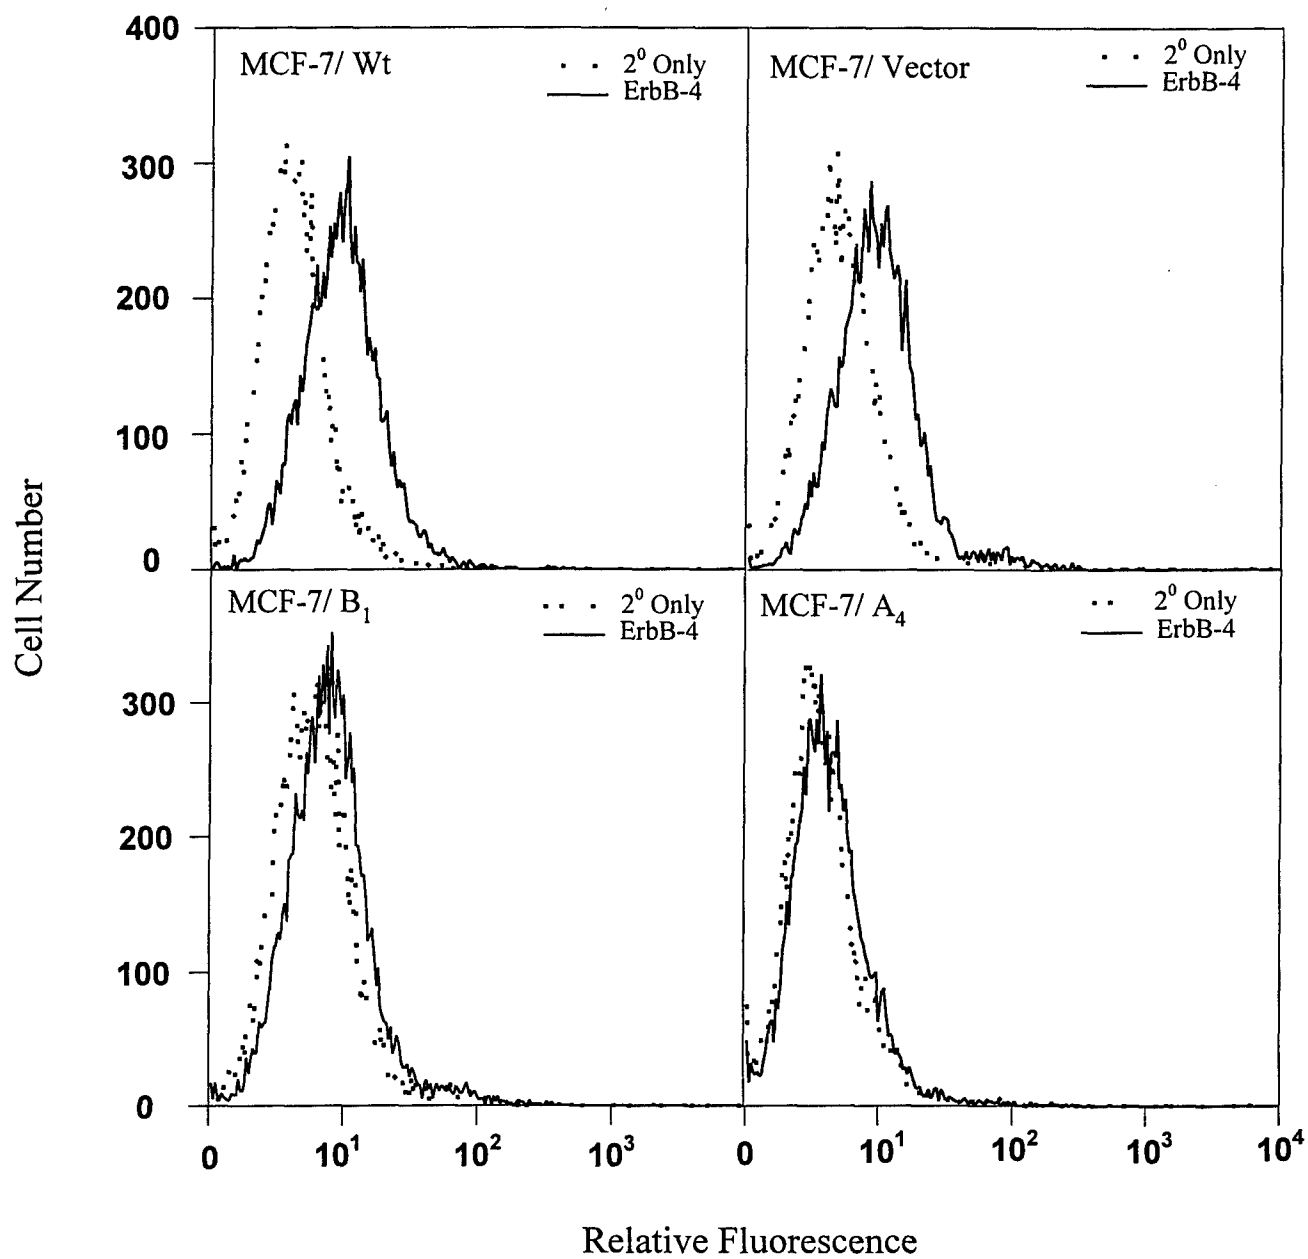 400
MCF-7/ Wt
2⁰ Only
ErbB-4
MCF-7/ Vector
2⁰ Only
ErbB-4
300
200
100
0
Cell Number
MCF-7/ B₁
2⁰ Only
ErbB-4
MCF-7/ A₄
2⁰ Only
ErbB-4
300
200
100
0
0 10¹ 10² 10³ 0 10¹ 10² 10³ 10⁴
Relative Fluorescence